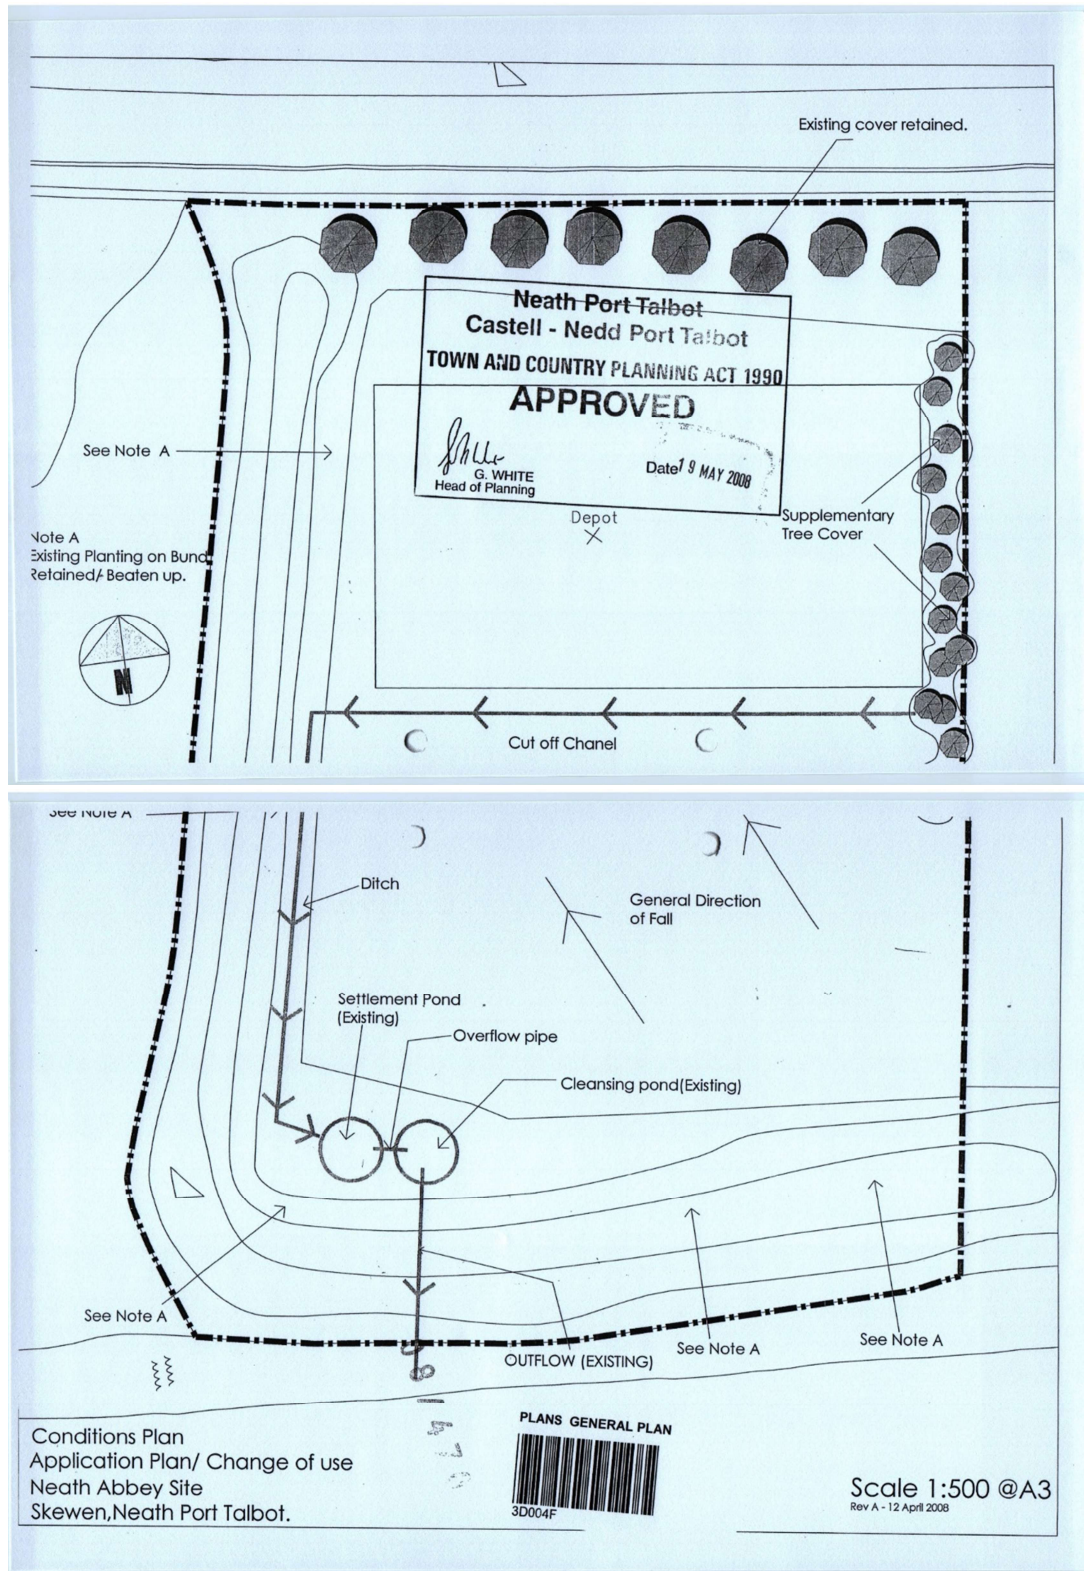 Existing cover retained.
Neath Port Talbot
Castell - Nedd Port Talbot
TOWN AND COUNTRY PLANNING ACT 1990
APPROVED
G. WHITE
Head of Planning
Date 19 MAY 2008
See Note A
Depot
Supplementary
Tree Cover
Note A
Existing Planting on Bund
Retained/ Beaten up.
N
Cut off Chanel
See Note A
Ditch
General Direction
of Fall
Settlement Pond
(Existing)
Overflow pipe
Cleansing pond(Existing)
See Note A
OUTFLOW (EXISTING)
See Note A
See Note A
PLANS GENERAL PLAN
3D004F
Conditions Plan
Application Plan/ Change of use
Neath Abbey Site
Skewen,Neath Port Talbot.
Scale 1:500 @A3
Rev A - 12 April 2008